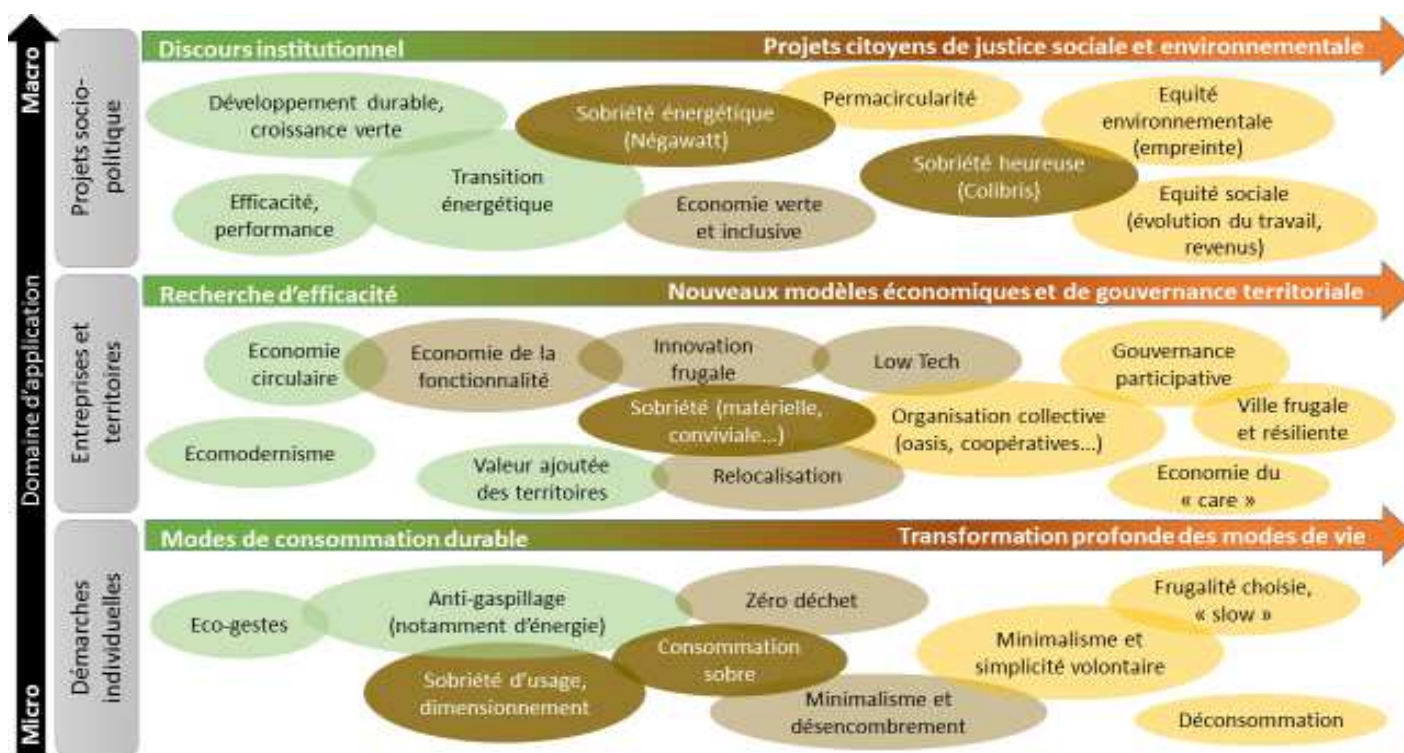 Macro
Domaine d'application
Micro
Projets socio-
politique
Discours institutionnel
Projets citoyens de justice sociale et environnementale
Développement durable,
croissance verte
Sobriété énergétique
(Négawatt)
Permacircularité
Equité
environnementale
(empreinte)
Efficacité,
performance
Transition
énergétique
Economie verte
et inclusive
Sobriété heureuse
(Colibris)
Equité sociale
(évolution du travail,
revenus)
Entreprises et
territoires
Recherche d'efficacité
Nouveaux modèles économiques et de gouvernance territoriale
Economie
circulaire
Economie de la
fonctionnalité
Innovation
frugale
Low Tech
Gouvernance
participative
Ecomodernisme
Valeur ajoutée
des territoires
Sobriété (matérielle,
conviviale...)
Relocalisation
Organisation collective
(oasis, coopératives...)
Ville frugale
et résiliente
Economie du
« care »
Démarches
individuelles
Modes de consommation durable
Transformation profonde des modes de vie
Eco-gestes
Anti-gaspillage
(notamment d'énergie)
Zéro déchet
Frugalité choisie,
« slow »
Sobriété d'usage,
dimensionnement
Consommation
sobre
Minimalisme et
simplicité volontaire
Minimalisme et
désencombrement
Déconsommation